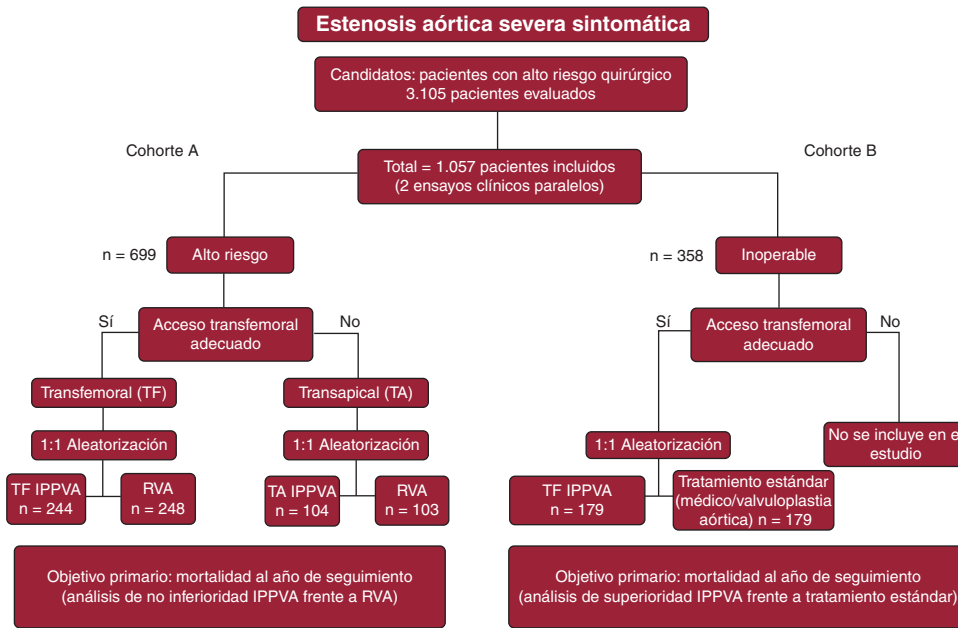 Estenosis aórtica severa sintomática
Candidatos: pacientes con alto riesgo quirúrgico
3.105 pacientes evaluados
Cohorte A
Cohorte B
Total = 1.057 pacientes incluidos
(2 ensayos clínicos paralelos)
n = 699
Alto riesgo
n = 358
Inoperable
Sí
Acceso transfemoral
adecuado
No
Sí
Acceso transfemoral
adecuado
No
Transfemoral (TF)
Transapical (TA)
1:1 Aleatorización
1:1 Aleatorización
1:1 Aleatorización
No se incluye en e
estudio
TF IPPVA
n = 244
RVA
n = 248
TA IPPVA
n = 104
RVA
n = 103
TF IPPVA
n = 179
Tratamiento estándar
(médico/valvuloplastia
aórtica) n = 179
Objetivo primario: mortalidad al año de seguimiento
(análisis de no inferioridad IPPVA frente a RVA)
Objetivo primario: mortalidad al año de seguimiento
(análisis de superioridad IPPVA frente a tratamiento estándar)